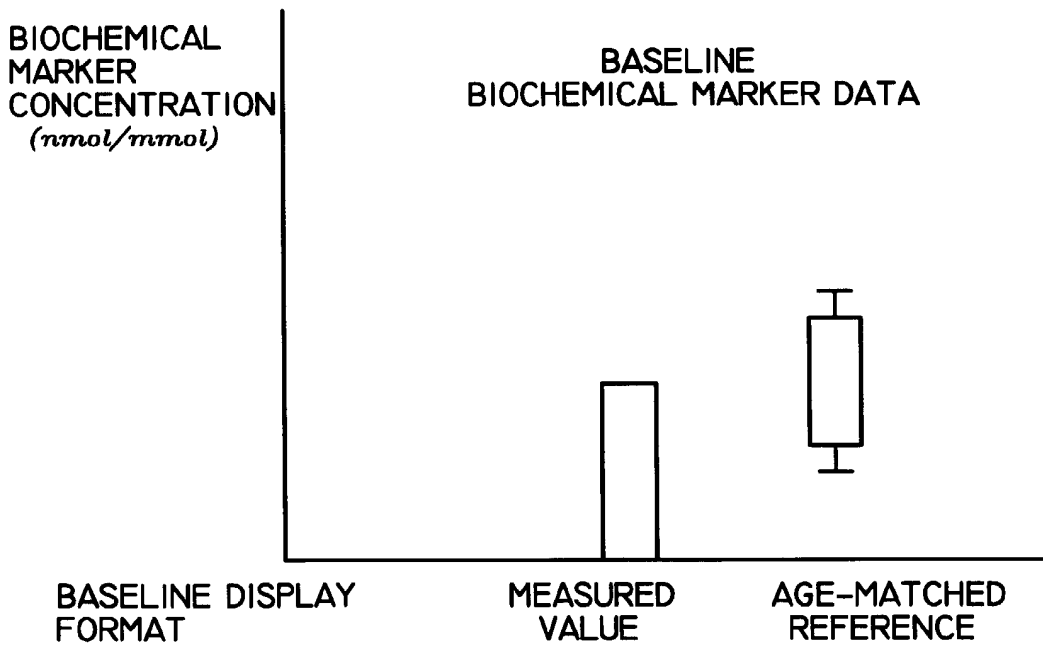 BIOCHEMICAL
MARKER
CONCENTRATION
(nmol/mmol)
BASELINE
BIOCHEMICAL MARKER DATA
BASELINE DISPLAY
FORMAT
MEASURED
VALUE
AGE-MATCHED
REFERENCE